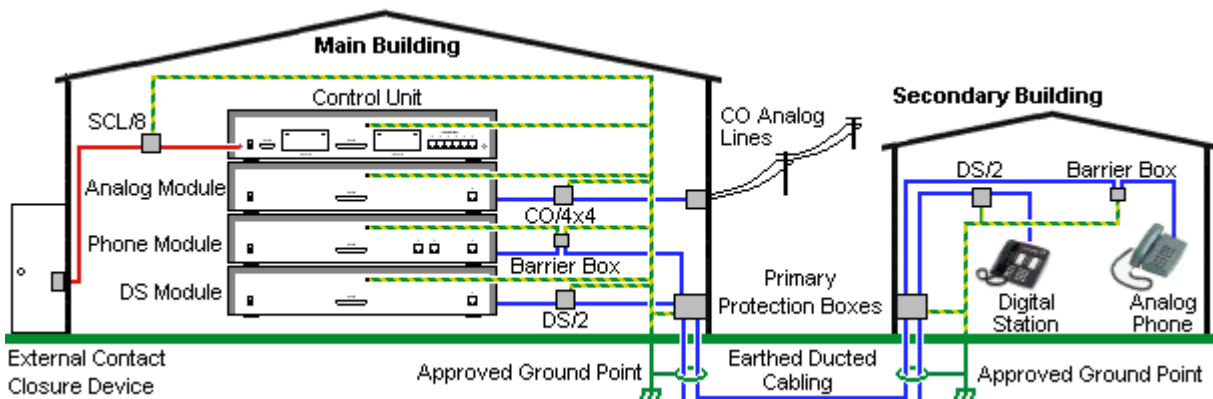 Main Building
Control Unit
SCL/8
CO Analog
Lines
Secondary Building
Analog Module
CO/4x4
DS/2
Barrier Box
Phone Module
Barrier Box
DS Module
DS/2
Primary
Protection Boxes
Digital
Station
Analog
Phone
External Contact
Closure Device
Approved Ground Point
Earthed Ducted
Cabling
Approved Ground Point